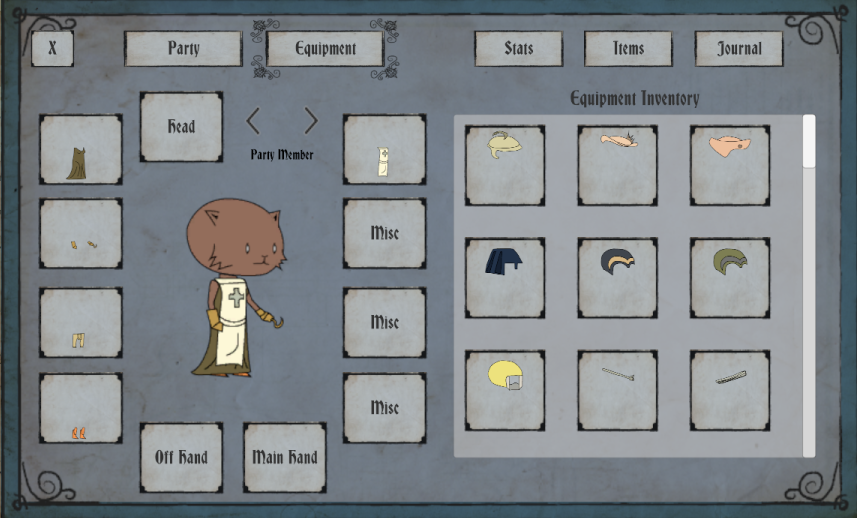 X
Party
Equipment
Stats
Items
Journal
Head
Party Member
Equipment Inventory
Misc
Misc
Misc
Off Hand
Main Hand